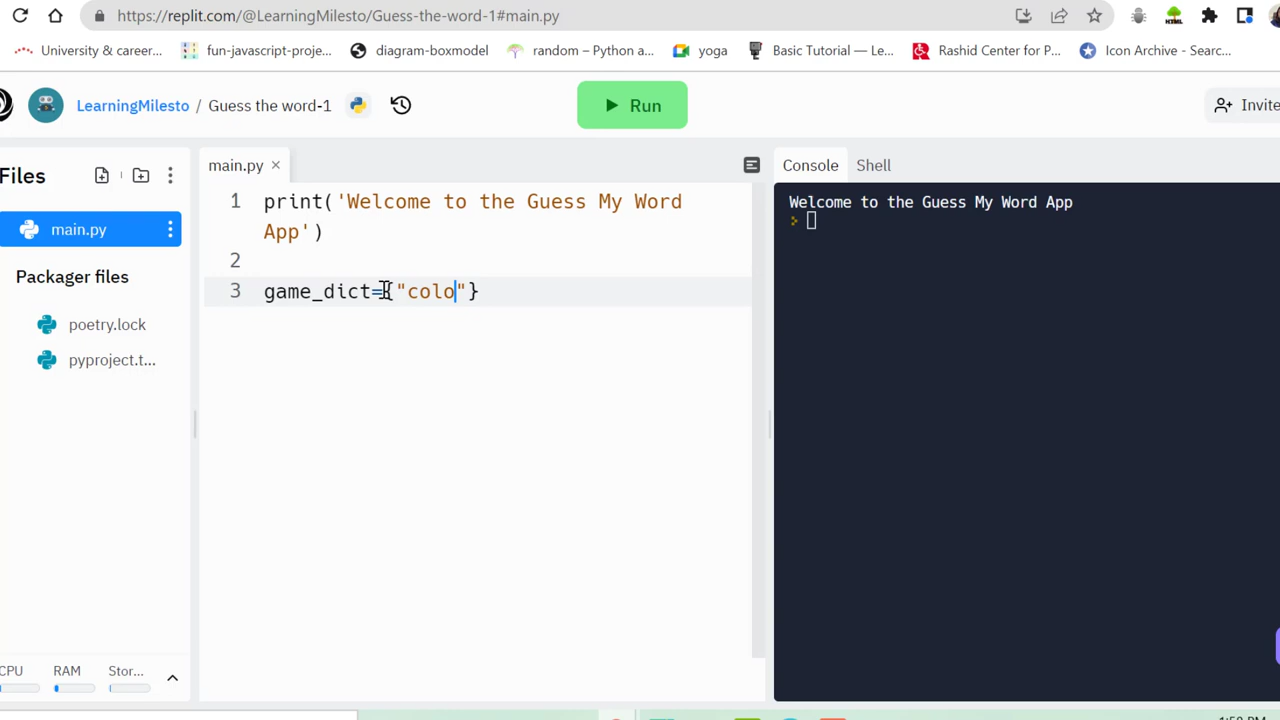 https://replit.com/@LearningMilesto/Guess-the-word-1#main.py
University & career...
fun-javascript-proje...
diagram-boxmodel
random – Python a...
yoga
Basic Tutorial — Le...
Rashid Center for P...
Icon Archive - Searc...
LearningMilesto / Guess the word-1
Run
Invite
Files
main.py
Console
Shell
main.py
Packager files
poetry.lock
pyproject.t...
1 print('Welcome to the Guess My Word
App')
2
3 game_dict={"colo"}
Welcome to the Guess My Word App
CPU
RAM
Stor...